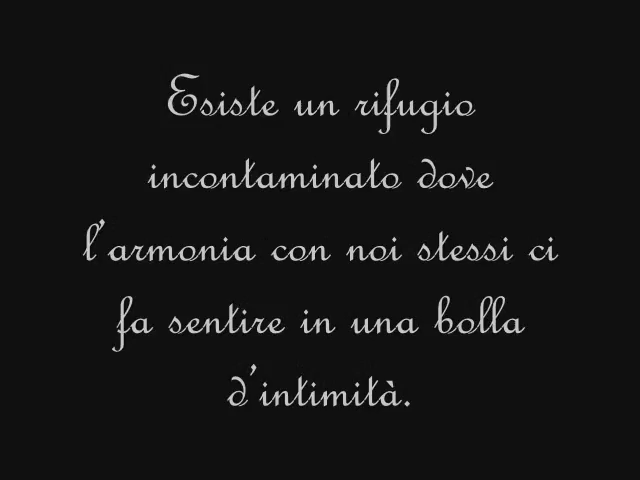 Esiste un rifugio
incontaminato dove
l'armonia con noi stessi ci
fa sentire in una bolla
d'intimità.